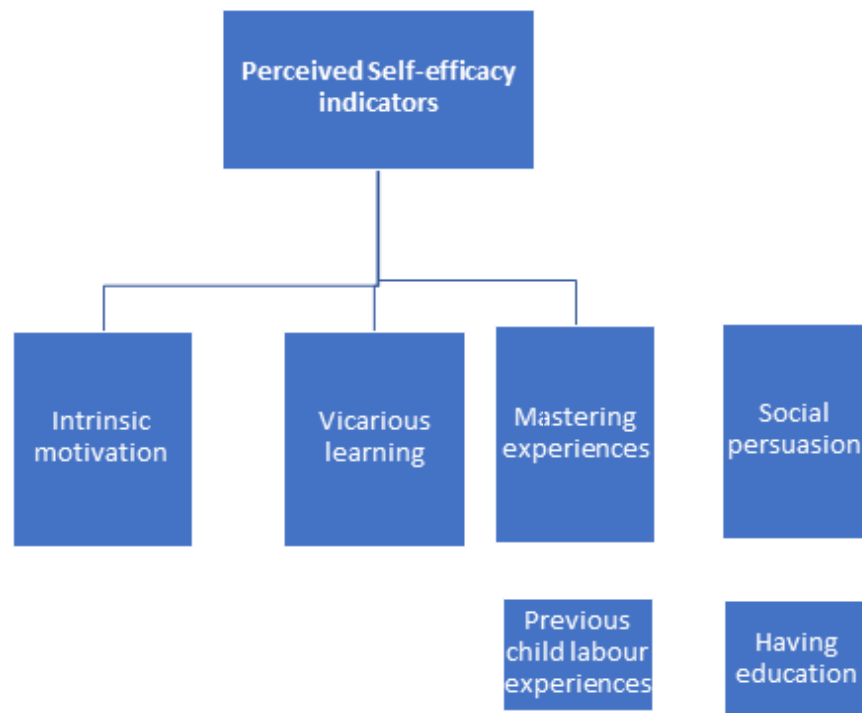 Perceived Self-efficacy
indicators
Intrinsic
motivation
Vicarious
learning
Mastering
experiences
Social
persuasion
Previous
child labour
experiences
Having
education